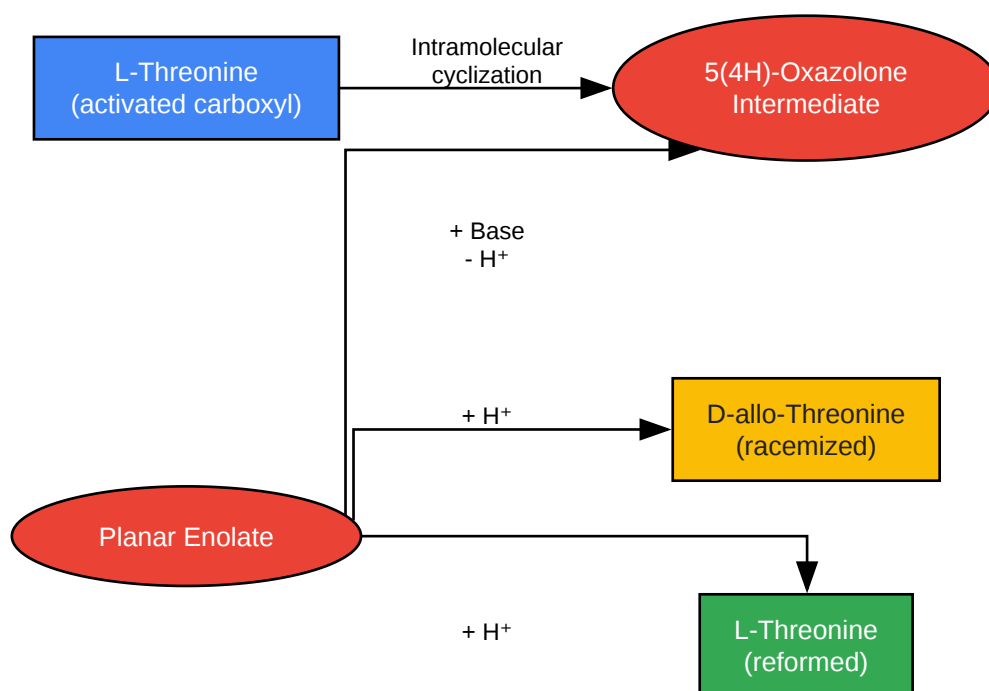 L-Threonine
(activated carboxyl)
Intramolecular
cyclization
5(4H)-Oxazolone
Intermediate
+ Base
- H⁺
+ H⁺
D-allo-Threonine
(racemized)
Planar Enolate
+ H⁺
L-Threonine
(reformed)